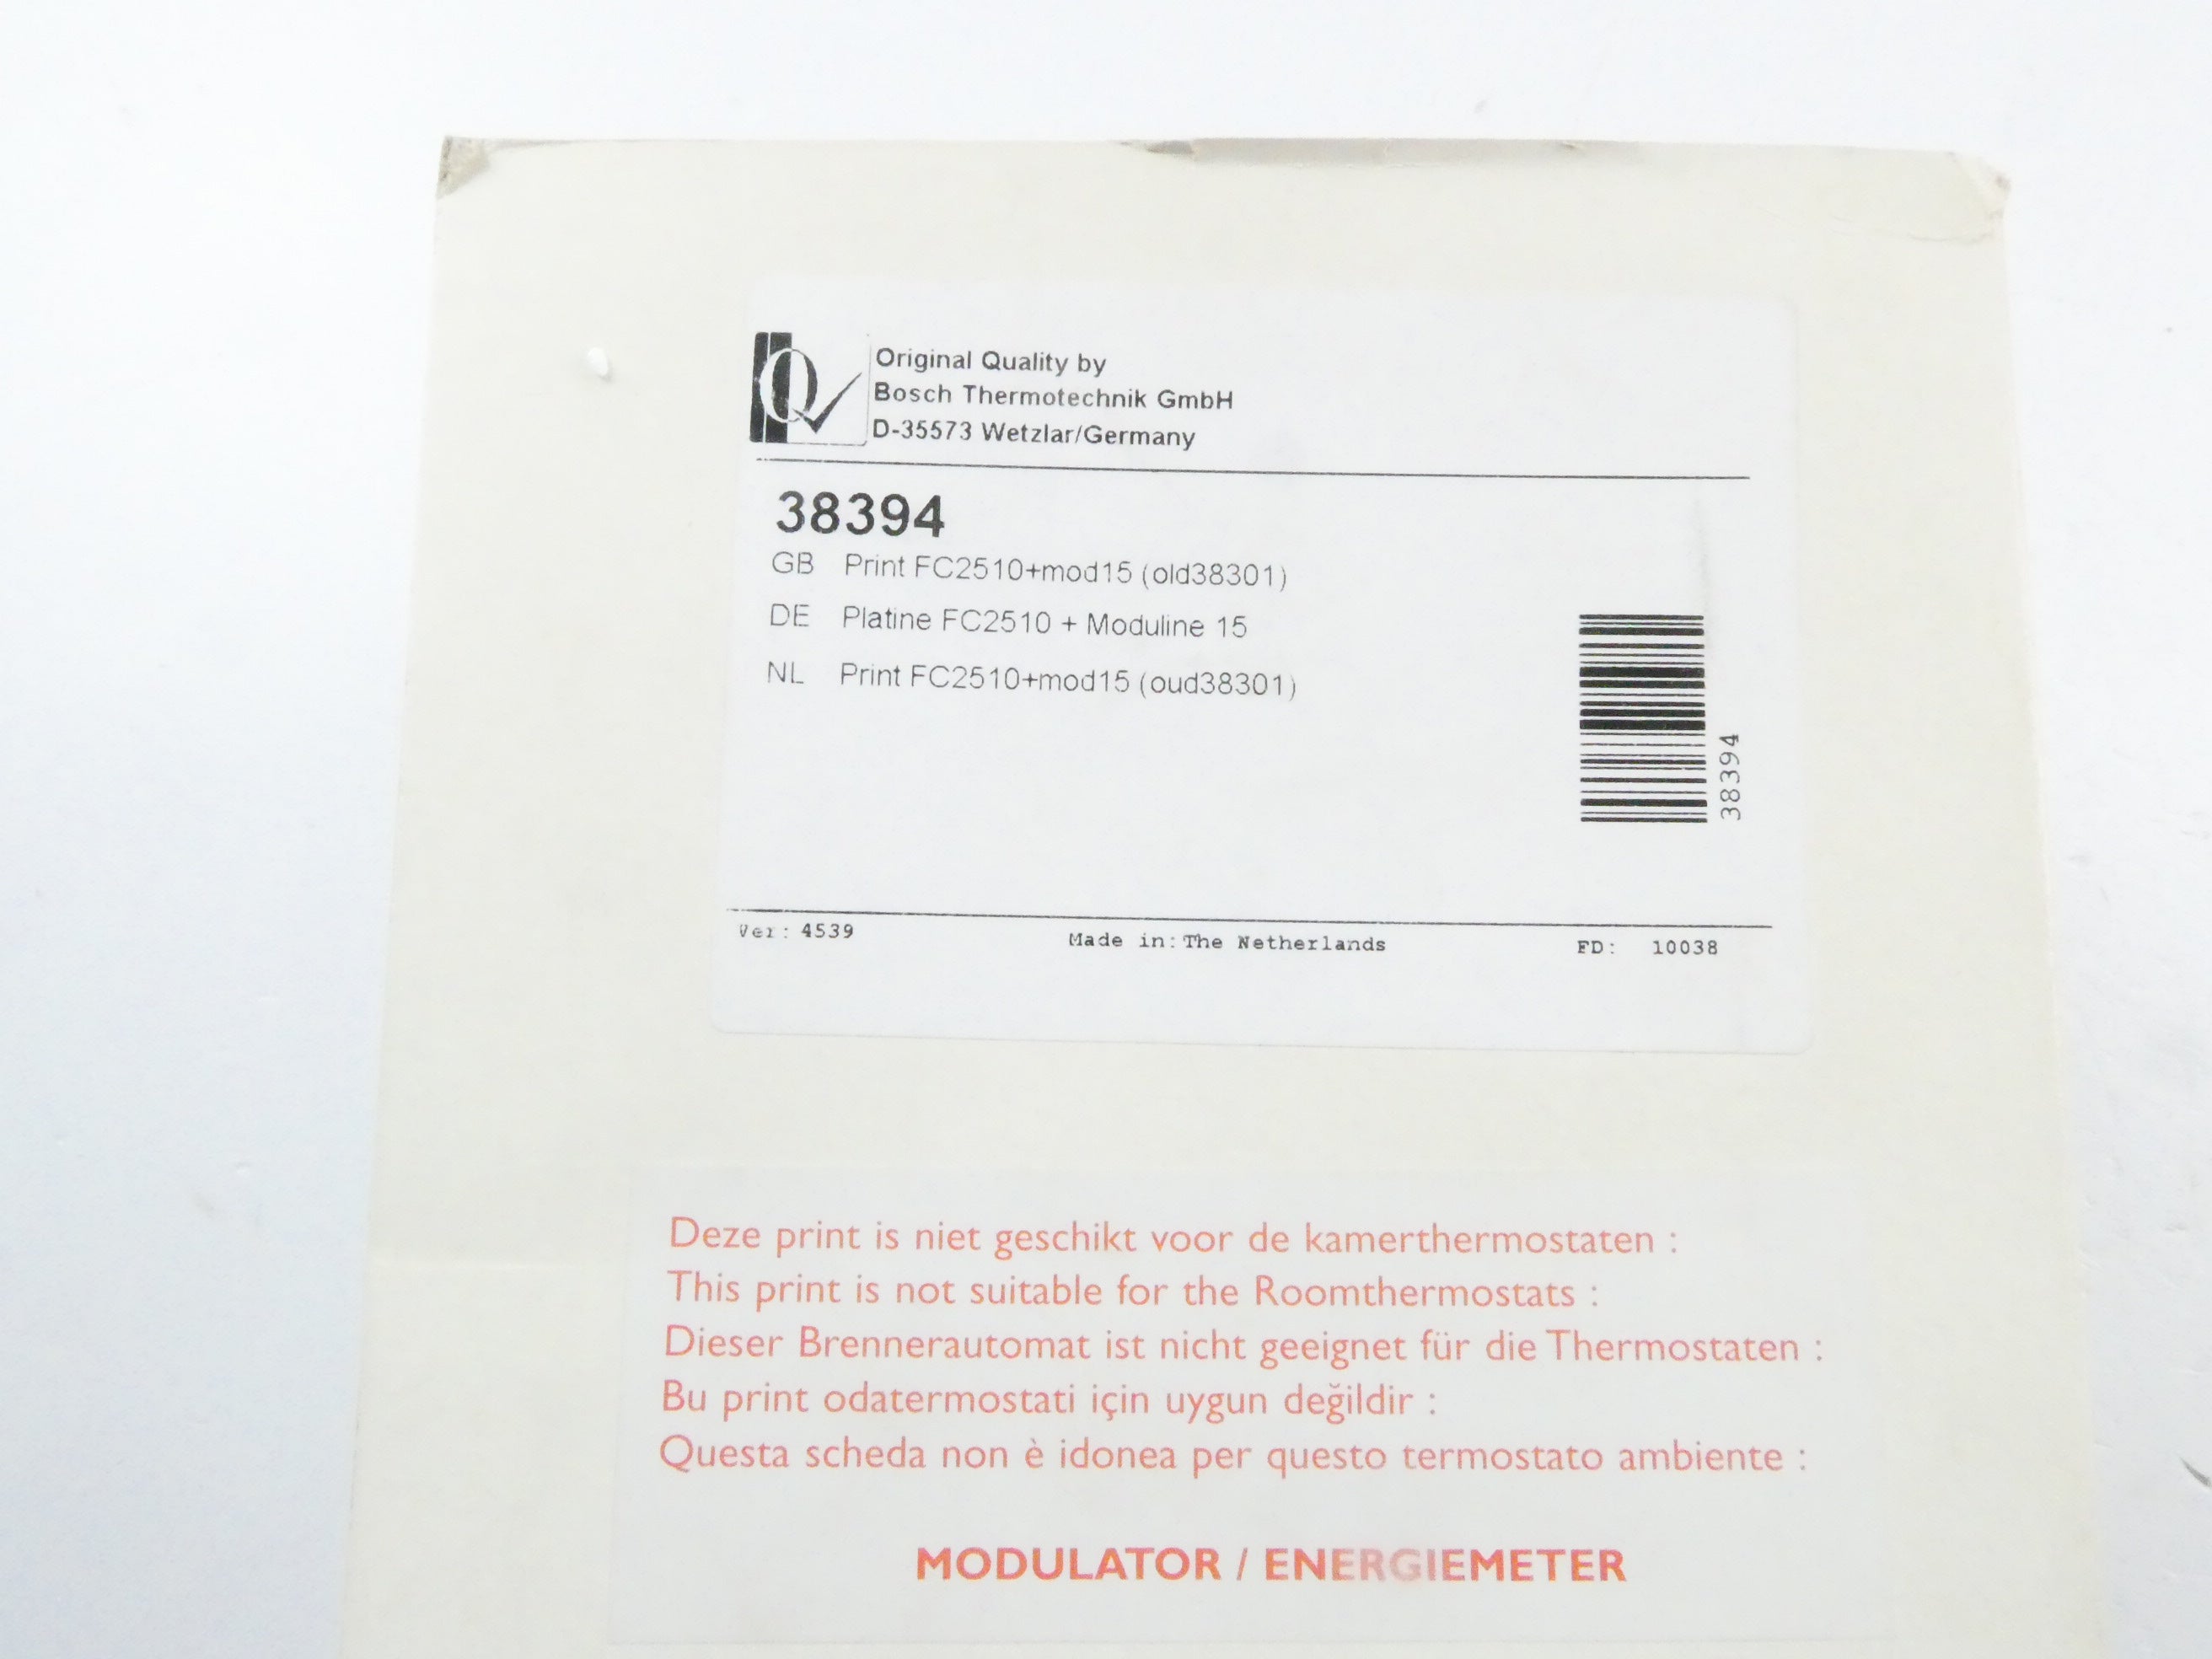 Q
Original Quality by
Bosch Thermotechnik GmbH
D-35573 Wetzlar/Germany
38394
GB Print FC2510+mod15 (old38301)
DE Platine FC2510 + Moduline 15
NL Print FC2510+mod15 (oud38301)
38394
Ver: 4539 Made in: The Netherlands FD: 10038
Deze print is niet geschikt voor de kamerthermostaten :
This print is not suitable for the Roomthermostats :
Dieser Brennerautomat ist nicht geeignet für die Thermostaten :
Bu print odatermostati için uygun değildir :
Questa scheda non è idonea per questo termostato ambiente :
MODULATOR / ENERGIEMETER